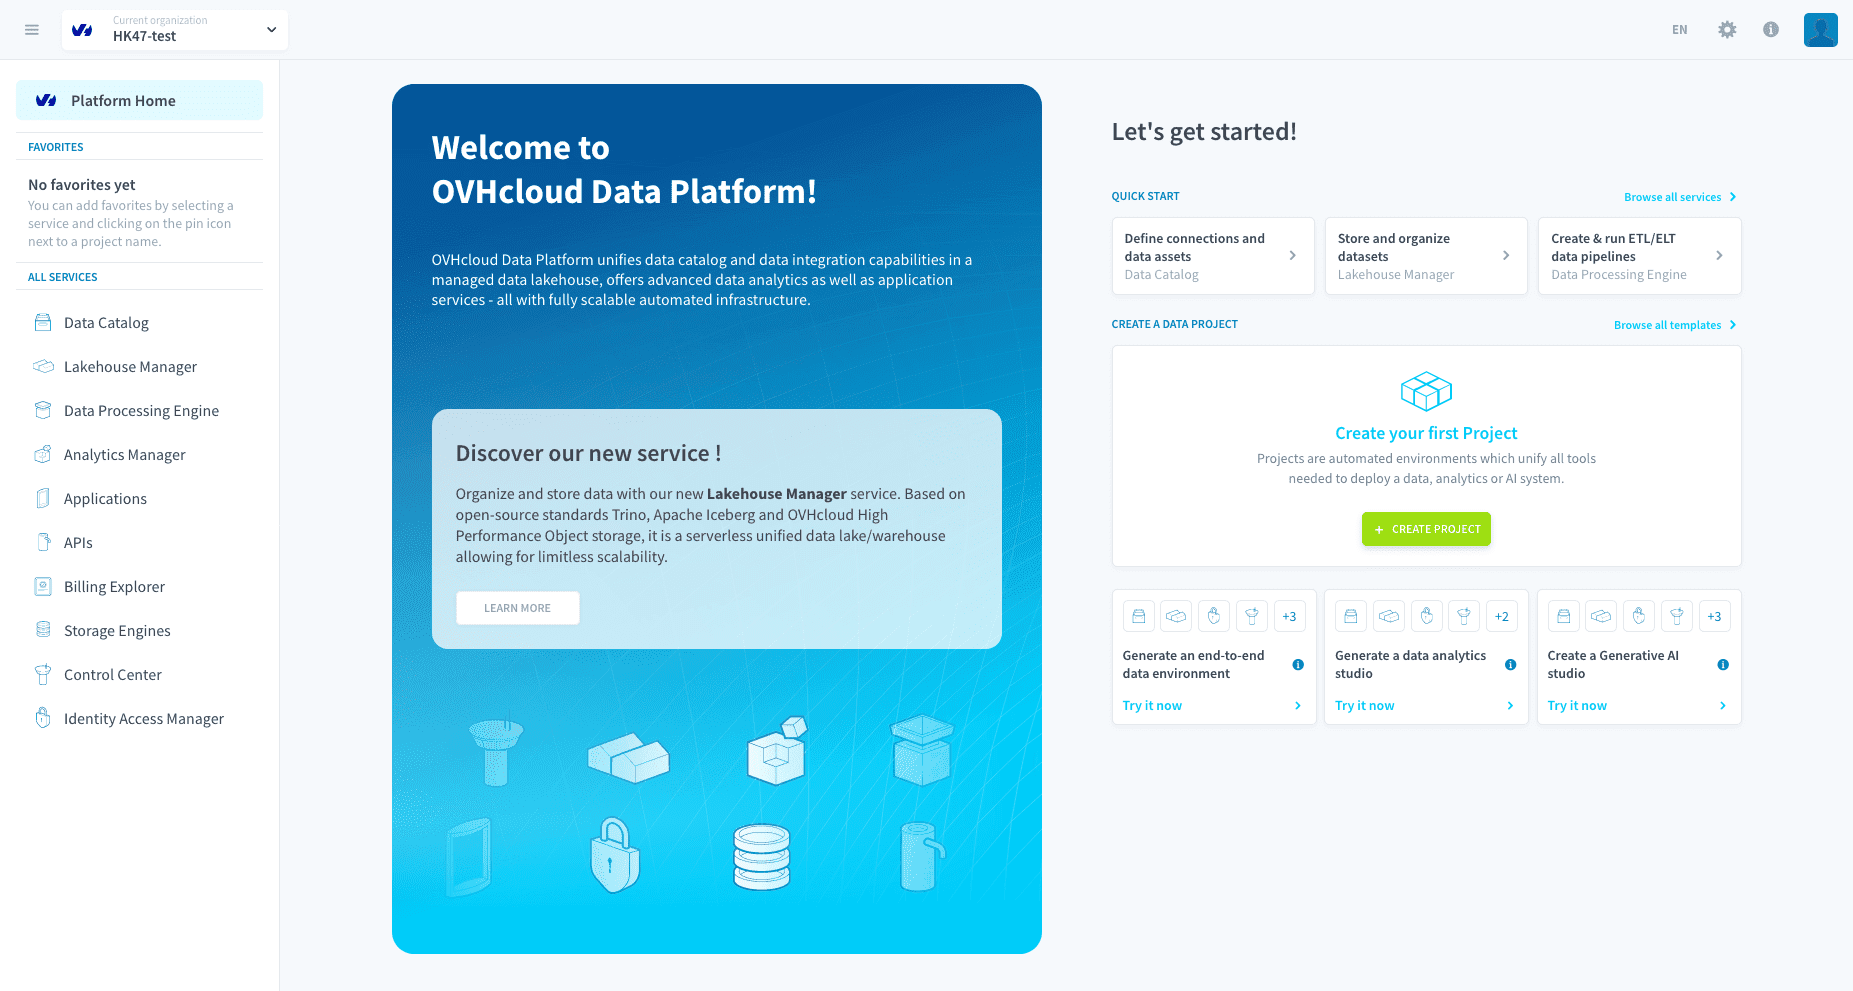 Current organization
HK47-test
EN
Platform Home
FAVORITES
No favorites yet
You can add favorites by selecting a
service and clicking on the pin icon
next to a project name.
ALL SERVICES
Data Catalog
Lakehouse Manager
Data Processing Engine
Analytics Manager
Applications
APIs
Billing Explorer
Storage Engines
Control Center
Identity Access Manager
Welcome to
OVHcloud Data Platform!
OVHcloud Data Platform unifies data catalog and data integration capabilities in a
managed data lakehouse, offers advanced data analytics as well as application
services - all with fully scalable automated infrastructure.
Discover our new service !
Organize and store data with our new Lakehouse Manager service. Based on
open-source standards Trino, Apache Iceberg and OVHcloud High
Performance Object storage, it is a serverless unified data lake/warehouse
allowing for limitless scalability.
LEARN MORE
Let's get started!
QUICK START
Browse all services
Define connections and
data assets
Data Catalog
Store and organize
datasets
Lakehouse Manager
Create & run ETL/ELT
data pipelines
Data Processing Engine
CREATE A DATA PROJECT
Browse all templates
Create your first Project
Projects are automated environments which unify all tools
needed to deploy a data, analytics or AI system.
+ CREATE PROJECT
+3
Generate an end-to-end
data environment
Try it now
+2
Generate a data analytics
studio
Try it now
+3
Create a Generative AI
studio
Try it now